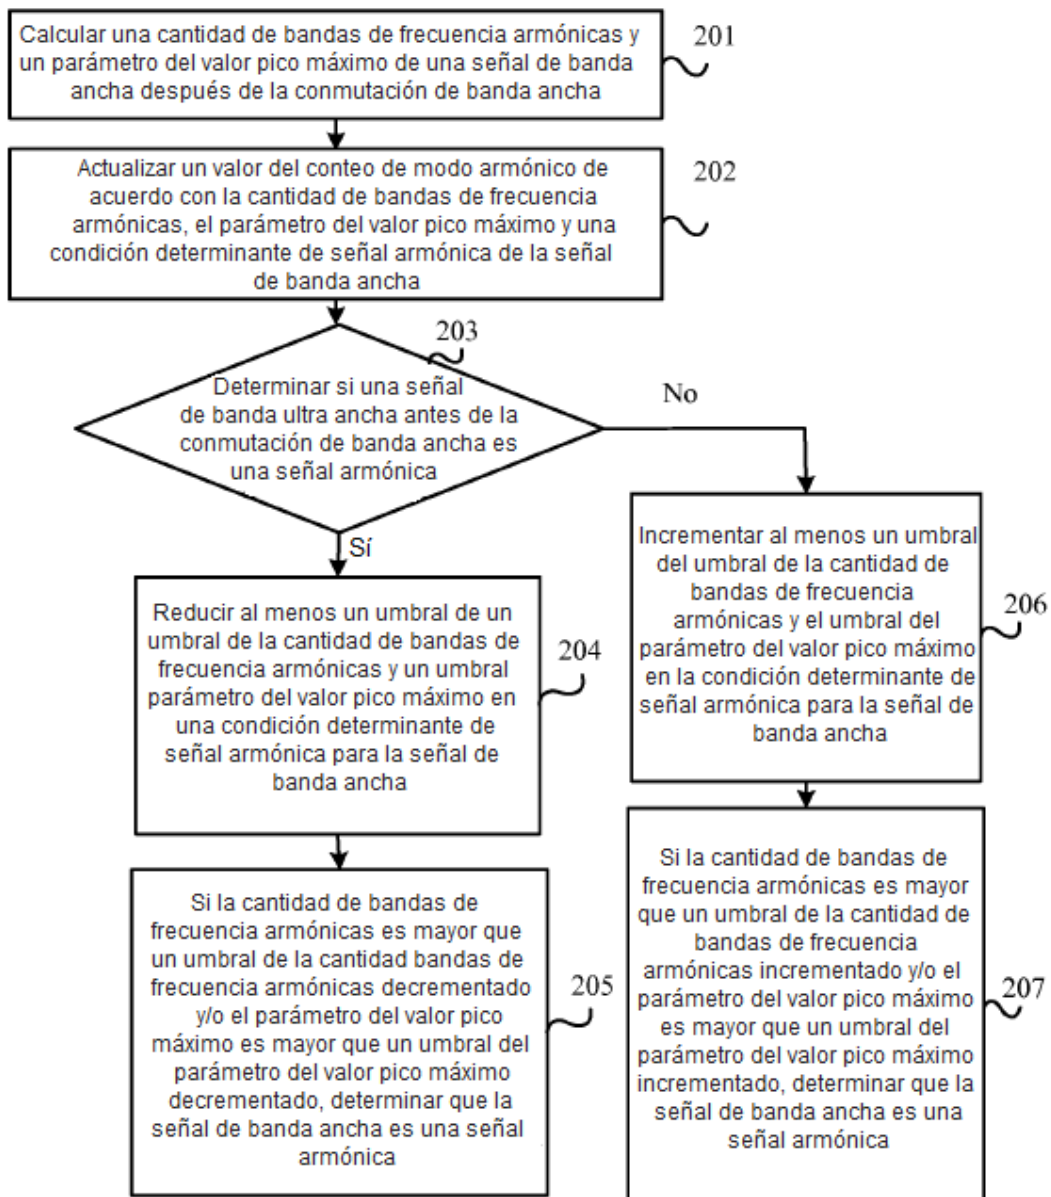 Calcular una cantidad de bandas de frecuencia armónicas y
un parámetro del valor pico máximo de una señal de banda
ancha después de la conmutación de banda ancha
201
Actualizar un valor del conteo de modo armónico de
acuerdo con la cantidad de bandas de frecuencia
armónicas, el parámetro del valor pico máximo y una
condición determinante de señal armónica de la señal
de banda ancha
202
203
Determinar si una señal
de banda ultra ancha antes de la
conmutación de banda ancha es
una señal armónica
No
Sí
Reducir al menos un umbral de un
umbral de la cantidad de bandas de
frecuencia armónicas y un umbral
parámetro del valor pico máximo en
una condición determinante de
señal armónica para la señal de
banda ancha
204
Si la cantidad de bandas de
frecuencia armónicas es mayor que
un umbral de la cantidad bandas de
frecuencia armónicas decrementado
y/o el parámetro del valor pico
máximo es mayor que un umbral del
parámetro del valor pico máximo
decrementado, determinar que la
señal de banda ancha es una señal
armónica
205
Incrementar al menos un umbral
del umbral de la cantidad de
bandas de frecuencia
armónicas y el umbral del
parámetro del valor pico máximo
en la condición determinante de
señal armónica para la señal de
banda ancha
206
Si la cantidad de bandas de
frecuencia armónicas es mayor
que un umbral de la cantidad de
bandas de frecuencia
armónicas incrementado y/o el
parámetro del valor pico máximo
es mayor que un umbral del
parámetro del valor pico máximo
incrementado, determinar que la
señal de banda ancha es una
señal armónica
207